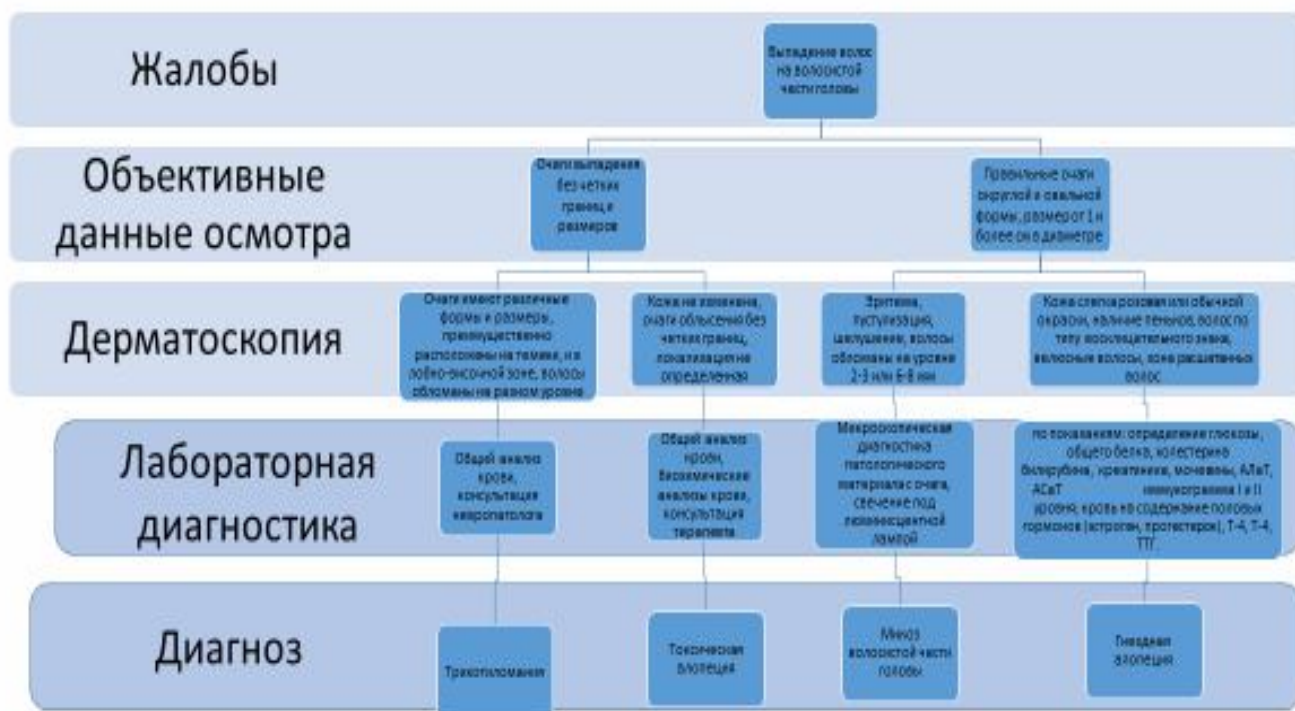 Жалобы
Выпадение волос
на волосистой
части головы
Объективные
данные осмотра
Очаги выпадения
без четких
границ и
размеров
Правильные очаги
округлой и овальной
формы, размер от 1 и
более см в диаметре
Дерматоскопия
Очаги имеют различные
формы и размеры,
преимущественно
расположены на темени, и в
лобно-височной зоне, волосы
обломаны на разном уровне
Кожа не изменена,
очаги облысения без
четких границ,
локализация не
определенная
Эритема,
пустулизация,
шелушение, волосы
обломаны на уровне
2-3 или 6-8 мм
Кожа слегка розовая или обычной
окраски, наличие пеньков, волос по
типу восклицательного знака,
веллюсные волосы, зона расшатанных
волос
Лабораторная
диагностика
Общий анализ
крови,
консультация
невропатолога
Общий анализ
крови,
биохимические
анализы крови,
консультация
терапевта
Микроскопическая
диагностика
патологического
материала с очага,
свечение под
люминисцентной
лампой
по показаниям: определение глюкозы,
общего белка, холестерина
билирубина, креатинина, мочевины, АЛаТ,
АСаТ иммунограмма I и II
уровня; кровь на содержание половых
гормонов (эстроген, протестерон), Т-4, Т-4,
ТТГ.
Диагноз
Трихотиломания
Токсическая
алопеция
Микоз
волосистой части
головы
Гнездная
алопеция